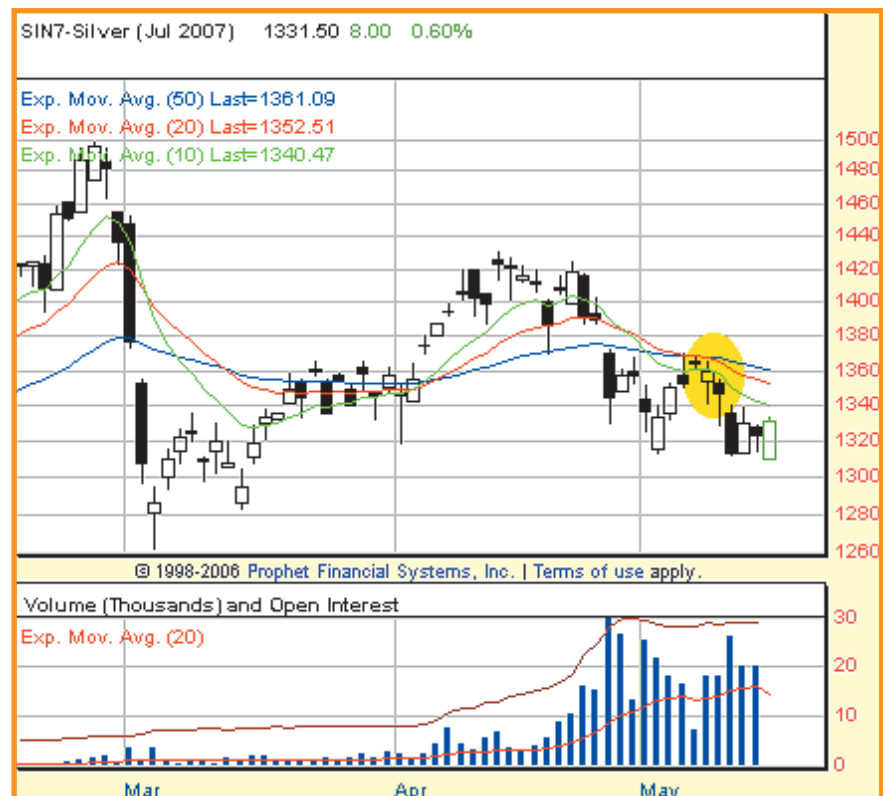 SIN7-Silver (Jul 2007) 1331.50 8.00 0.60%
Exp. Mov. Avg. (50) Last=1361.09
Exp. Mov. Avg. (20) Last=1352.51
Exp. Mov. Avg. (10) Last=1340.47
1500
1480
1460
1440
1420
1400
1380
1360
1340
1320
1300
1280
1260
© 1998-2006 Prophet Financial Systems, Inc. | Terms of use apply.
Volume (Thousands) and Open Interest
Exp. Mov. Avg. (20)
30
20
10
0
Mar Apr May